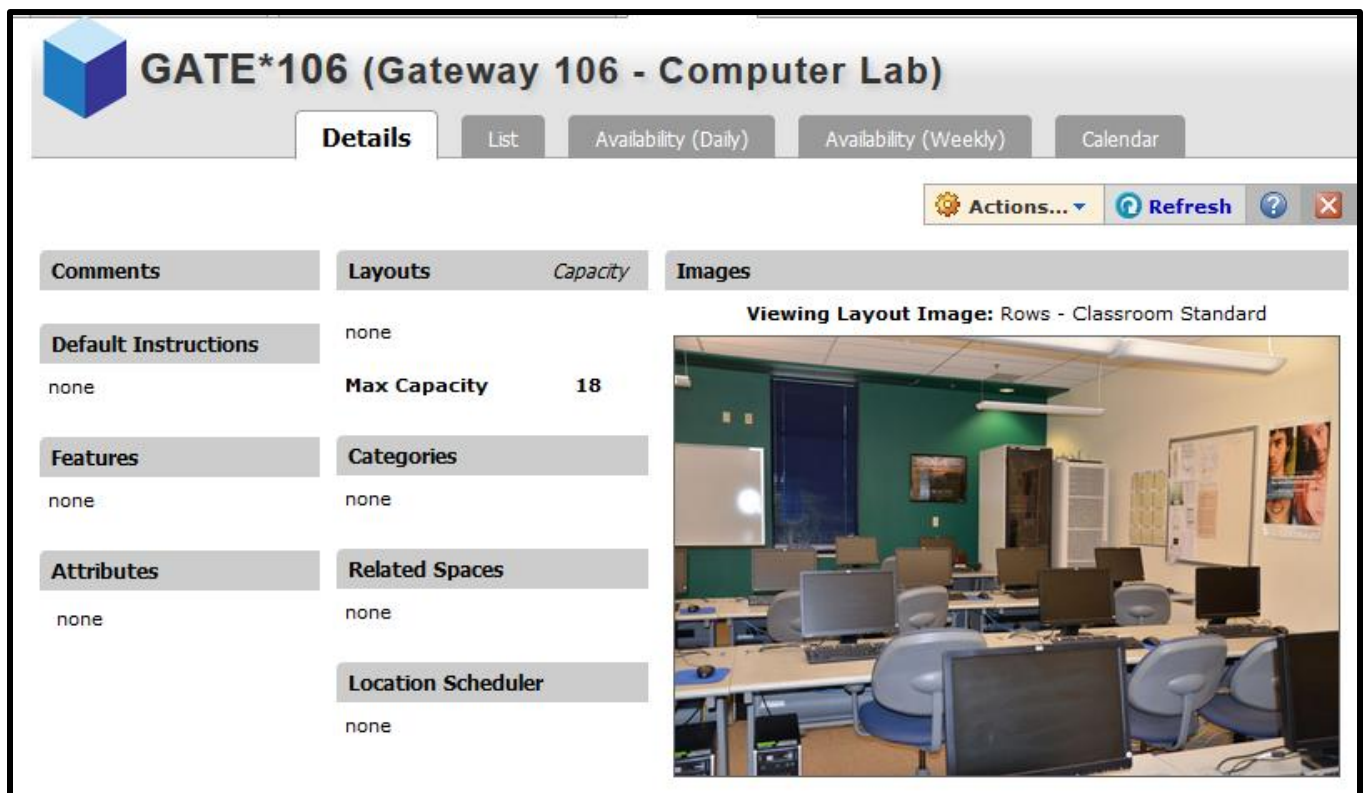 GATE*106 (Gateway 106 - Computer Lab)
Details List Availability (Daily) Availability (Weekly) Calendar
Actions... Refresh ?
Comments
Default Instructions
none
Features
none
Attributes
none
Layouts Capacity
none
Max Capacity 18
Categories
none
Related Spaces
none
Location Scheduler
none
Images
Viewing Layout Image: Rows - Classroom Standard